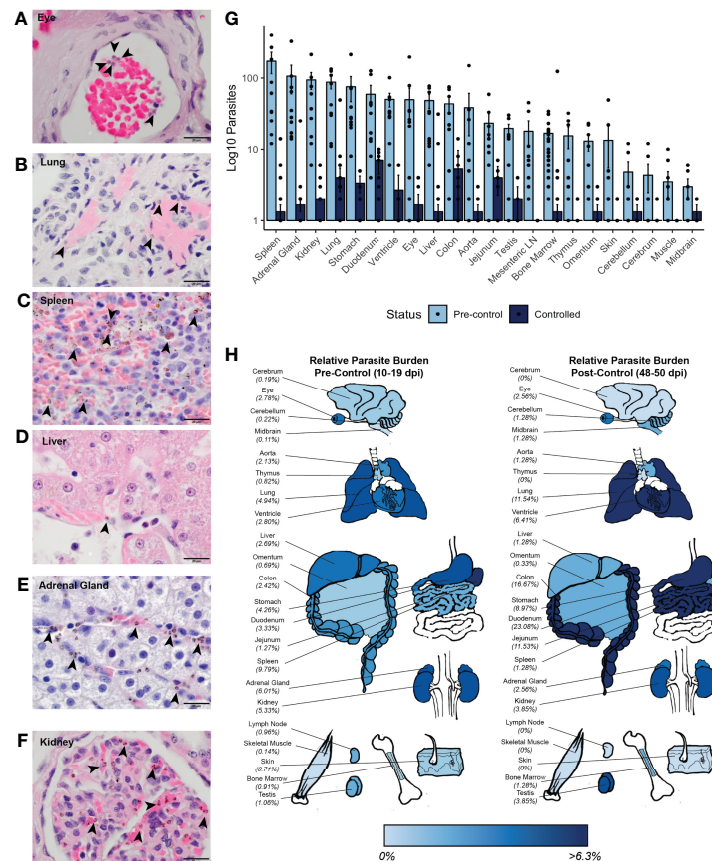 A
Eye
B
Lung
C
Spleen
D
Liver
E
Adrenal Gland
F
Kidney
G
Log10 Parasites
100
10
1
Spleen
Adrenal Gland
Kidney
Lung
Stomach
Duodenum
Ventricle
Eye
Liver
Colon
Aorta
Jejunum
Testis
Mesenteric LN
Bone Marrow
Thymus
Omentum
Skin
Cerebellum
Cerebrum
Muscle
Midbrain
Status
Pre-control
Controlled
H
Relative Parasite Burden
Pre-Control (10-19 dpi)
Cerebrum
(0.19%)
Eye
(2.78%)
Cerebellum
(0.22%)
Midbrain
(0.11%)
Aorta
(2.13%)
Thymus
(0.82%)
Lung
(4.94%)
Ventricle
(2.80%)
Liver
(2.69%)
Omentum
(0.69%)
Colon
(2.42%)
Stomach
(4.26%)
Duodenum
(3.33%)
Jejunum
(1.27%)
Spleen
(9.79%)
Adrenal Gland
(6.01%)
Kidney
(5.33%)
Lymph Node
(0.96%)
Skeletal Muscle
(0.14%)
Skin
Bone Marrow
(0.91%)
Testis
(1.06%)
Relative Parasite Burden
Post-Control (48-50 dpi)
Cerebrum
(0%)
Eye
(2.56%)
Cerebellum
(1.28%)
Midbrain
(1.28%)
Aorta
(1.28%)
Thymus
(0%)
Lung
(11.54%)
Ventricle
(6.41%)
Liver
(1.28%)
Omentum
(0.33%)
Colon
(16.67%)
Stomach
(8.97%)
Duodenum
(23.08%)
Jejunum
(11.53%)
Spleen
(1.28%)
Adrenal Gland
(2.56%)
Kidney
(3.85%)
Lymph Node
(0%)
Skeletal Muscle
(0%)
Skin
(0%)
Bone Marrow
(1.28%)
Testis
(3.85%)
0%
>6.3%